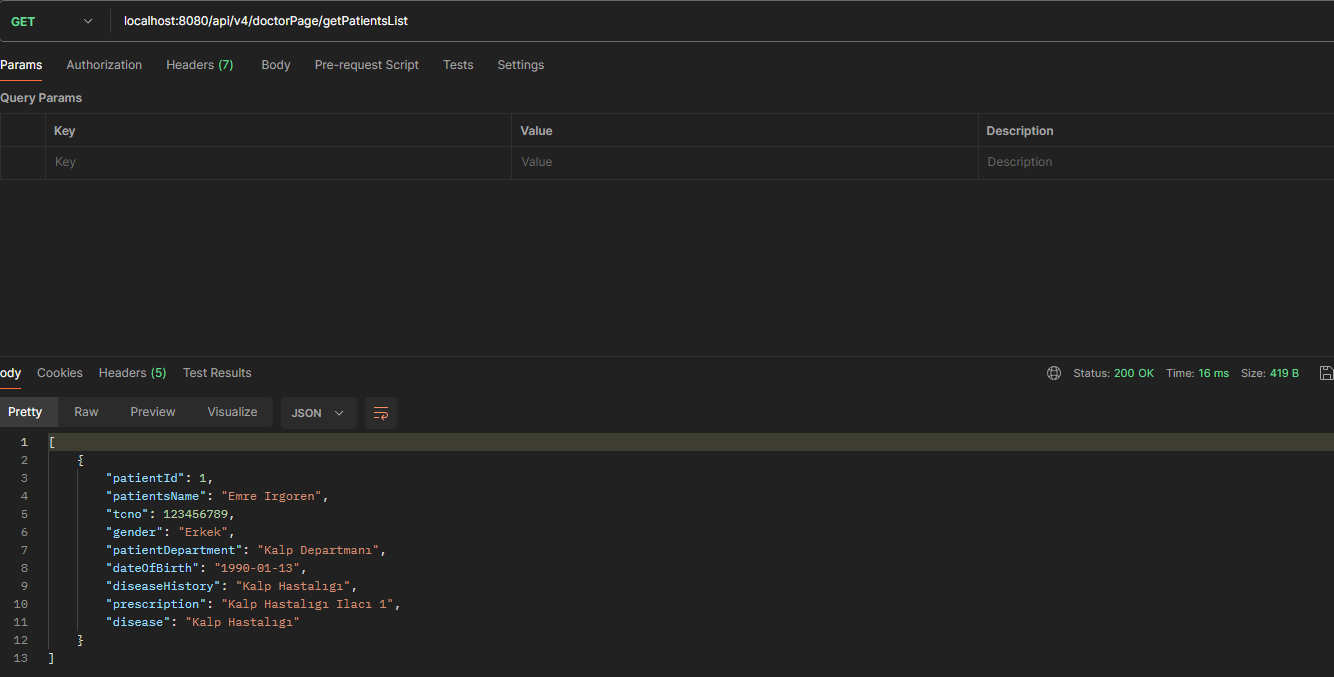 GET localhost:8080/api/v4/doctorPage/getPatientsList
Params Authorization Headers (7) Body Pre-request Script Tests Settings
Query Params
Key Value Description
Key Value Description
ody Cookies Headers (5) Test Results Status: 200 OK Time: 16 ms Size: 419 B
Pretty Raw Preview Visualize JSON
1 [
2 {
3 "patientId": 1,
4 "patientsName": "Emre Irgoren",
5 "tcno": 123456789,
6 "gender": "Erkek",
7 "patientDepartment": "Kalp Departmanı",
8 "dateOfBirth": "1990-01-13",
9 "diseaseHistory": "Kalp Hastalıgı",
10 "prescription": "Kalp Hastalıgı Ilacı 1",
11 "disease": "Kalp Hastalıgı"
12 }
13 ]